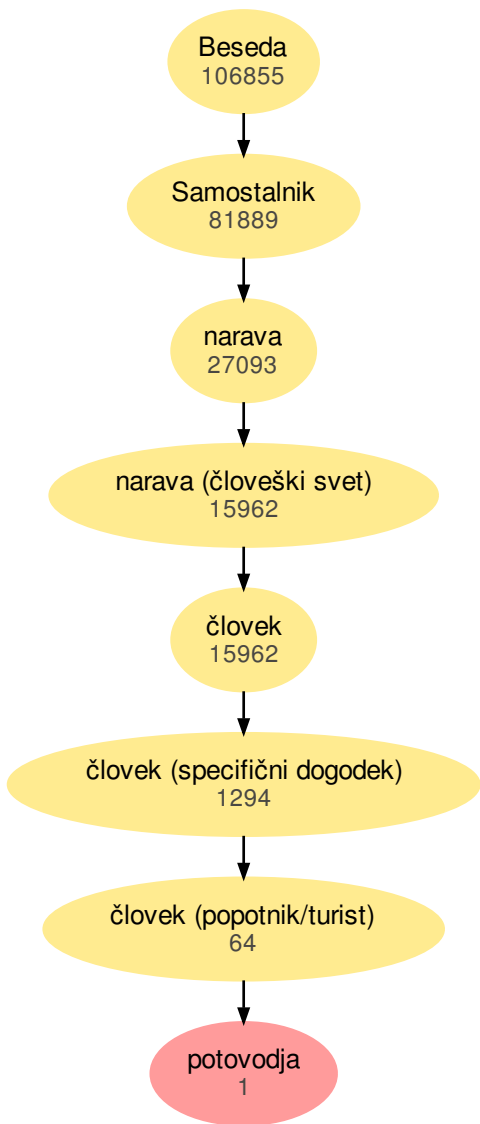 Beseda
106855
Samostalnik
81889
narava
27093
narava (človeški svet)
15962
človek
15962
človek (specifični dogodek)
1294
človek (popotnik/turist)
64
potovodja
1